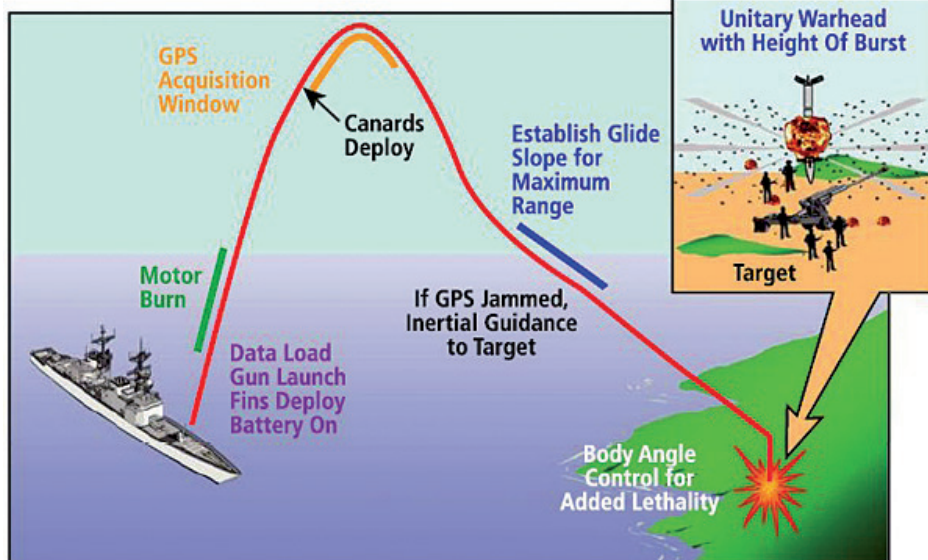 GPS
Acquisition
Window
Canards
Deploy
Establish Glide
Slope for
Maximum
Range
Motor
Burn
If GPS Jammed,
Inertial Guidance
to Target
Data Load
Gun Launch
Fins Deploy
Battery On
Body Angle
Control for
Added Lethality
Unitary Warhead
with Height Of Burst
Target